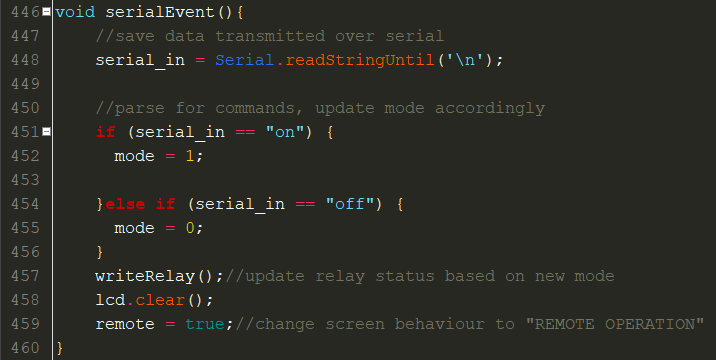 446 void serialEvent(){
447 //save data transmitted over serial
448 serial_in = Serial.readStringUntil('\n');
449
450 //parse for commands, update mode accordingly
451 if (serial_in == "on") {
452 mode = 1;
453
454 }else if (serial_in == "off") {
455 mode = 0;
456 }
457 writeRelay();//update relay status based on new mode
458 lcd.clear();
459 remote = true;//change screen behaviour to "REMOTE OPERATION"
460 }